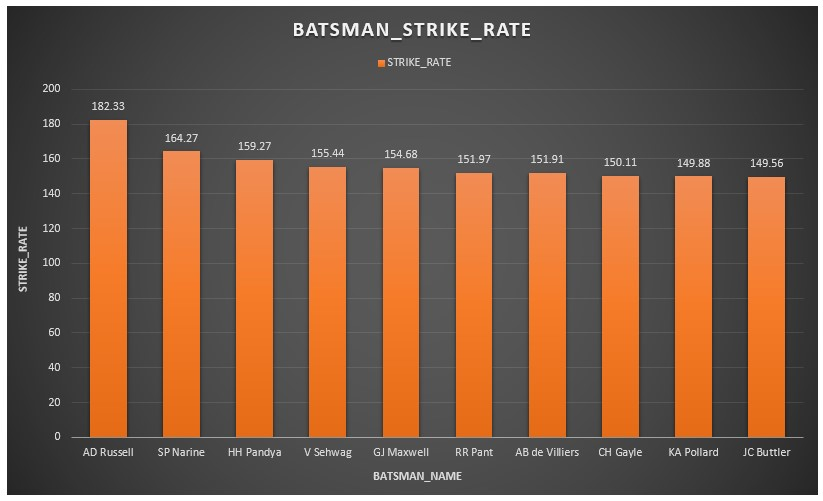 BATSMAN_STRIKE_RATE
STRIKE_RATE
200
180
160
140
120
100
80
60
40
20
0
STRIKE_RATE
182.33
164.27
159.27
155.44
154.68
151.97
151.91
150.11
149.88
149.56
AD Russell
SP Narine
HH Pandya
V Sehwag
GJ Maxwell
RR Pant
AB de Villiers
CH Gayle
KA Pollard
JC Buttler
BATSMAN_NAME